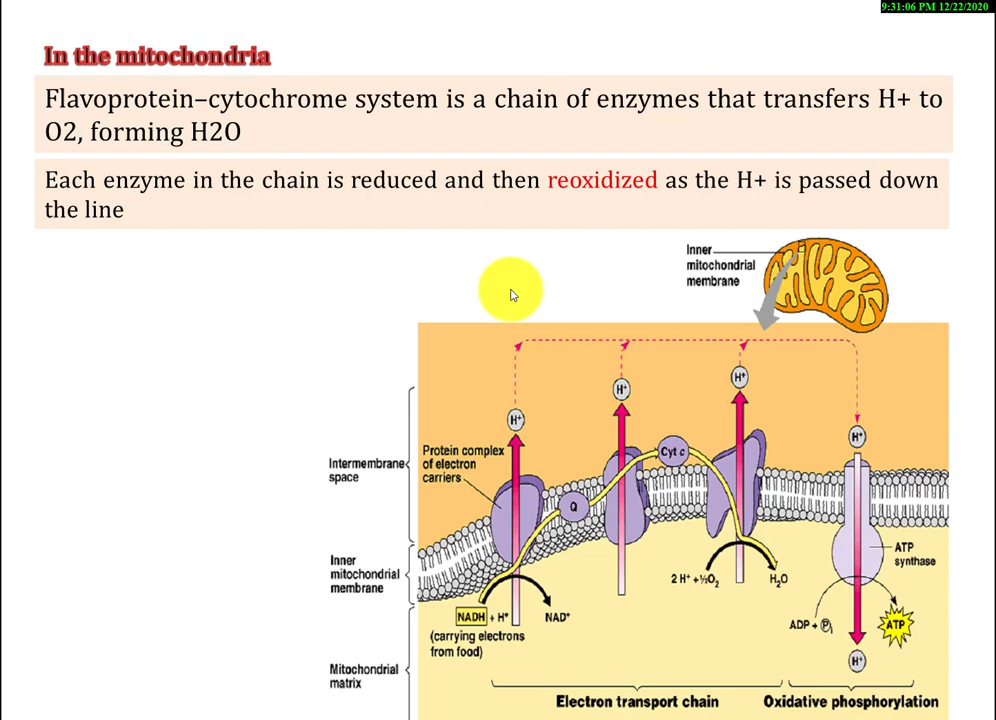 9:31:06 PM 12/22/2020
In the mitochondria
Flavoprotein–cytochrome system is a chain of enzymes that transfers H+ to
O2, forming H2O
Each enzyme in the chain is reduced and then reoxidized as the H+ is passed down
the line
Inner
mitochondrial
membrane
H⁺
H⁺
H⁺
H⁺
Protein complex
of electron
carriers
Cyt c
Q
Intermembrane
space
Inner
mitochondrial
membrane
ATP
synthase
2 H⁺ + ½O₂
H₂O
NADH + H⁺
NAD⁺
(carrying electrons
from food)
ADP + Pi
ATP
H⁺
Mitochondrial
matrix
Electron transport chain
Oxidative phosphorylation